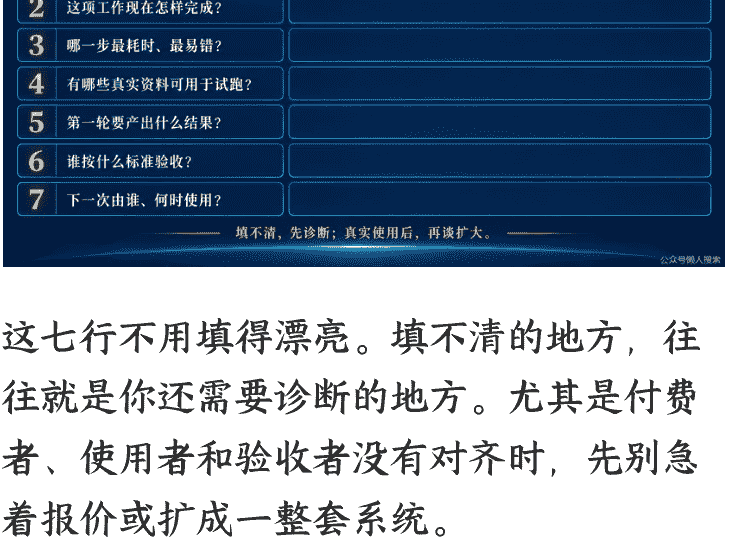 2 这项工作现在怎样完成?
3 哪一步最耗时、最易错?
4 有哪些真实资料可用于试跑?
5 第一轮要产出什么结果?
6 谁按什么标准验收?
7 下一次由谁、何时使用?
填不清，先诊断；真实使用后，再谈扩大。
公众号懒人搜索
这七行不用填得漂亮。填不清的地方，往
往就是你还需要诊断的地方。尤其是付费
者、使用者和验收者没有对齐时，先别急
着报价或扩成一整套系统。